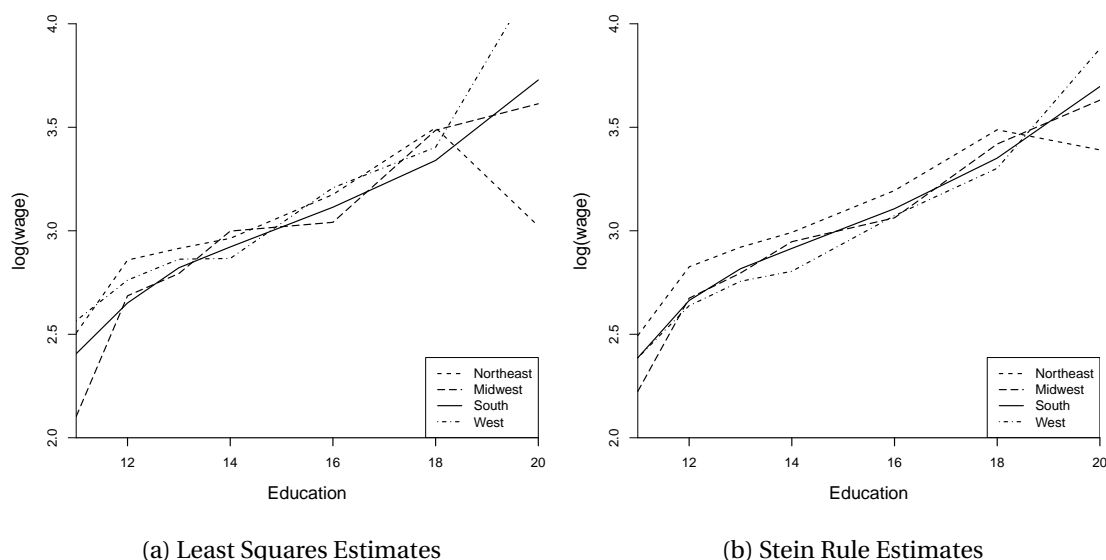 4.0
3.5
3.0
2.5
2.0
log(wage)
12 14 16 18 20
Education
Northeast
Midwest
South
West
(a) Least Squares Estimates
4.0
3.5
3.0
2.5
2.0
log(wage)
12 14 16 18 20
Education
Northeast
Midwest
South
West
(b) Stein Rule Estimates